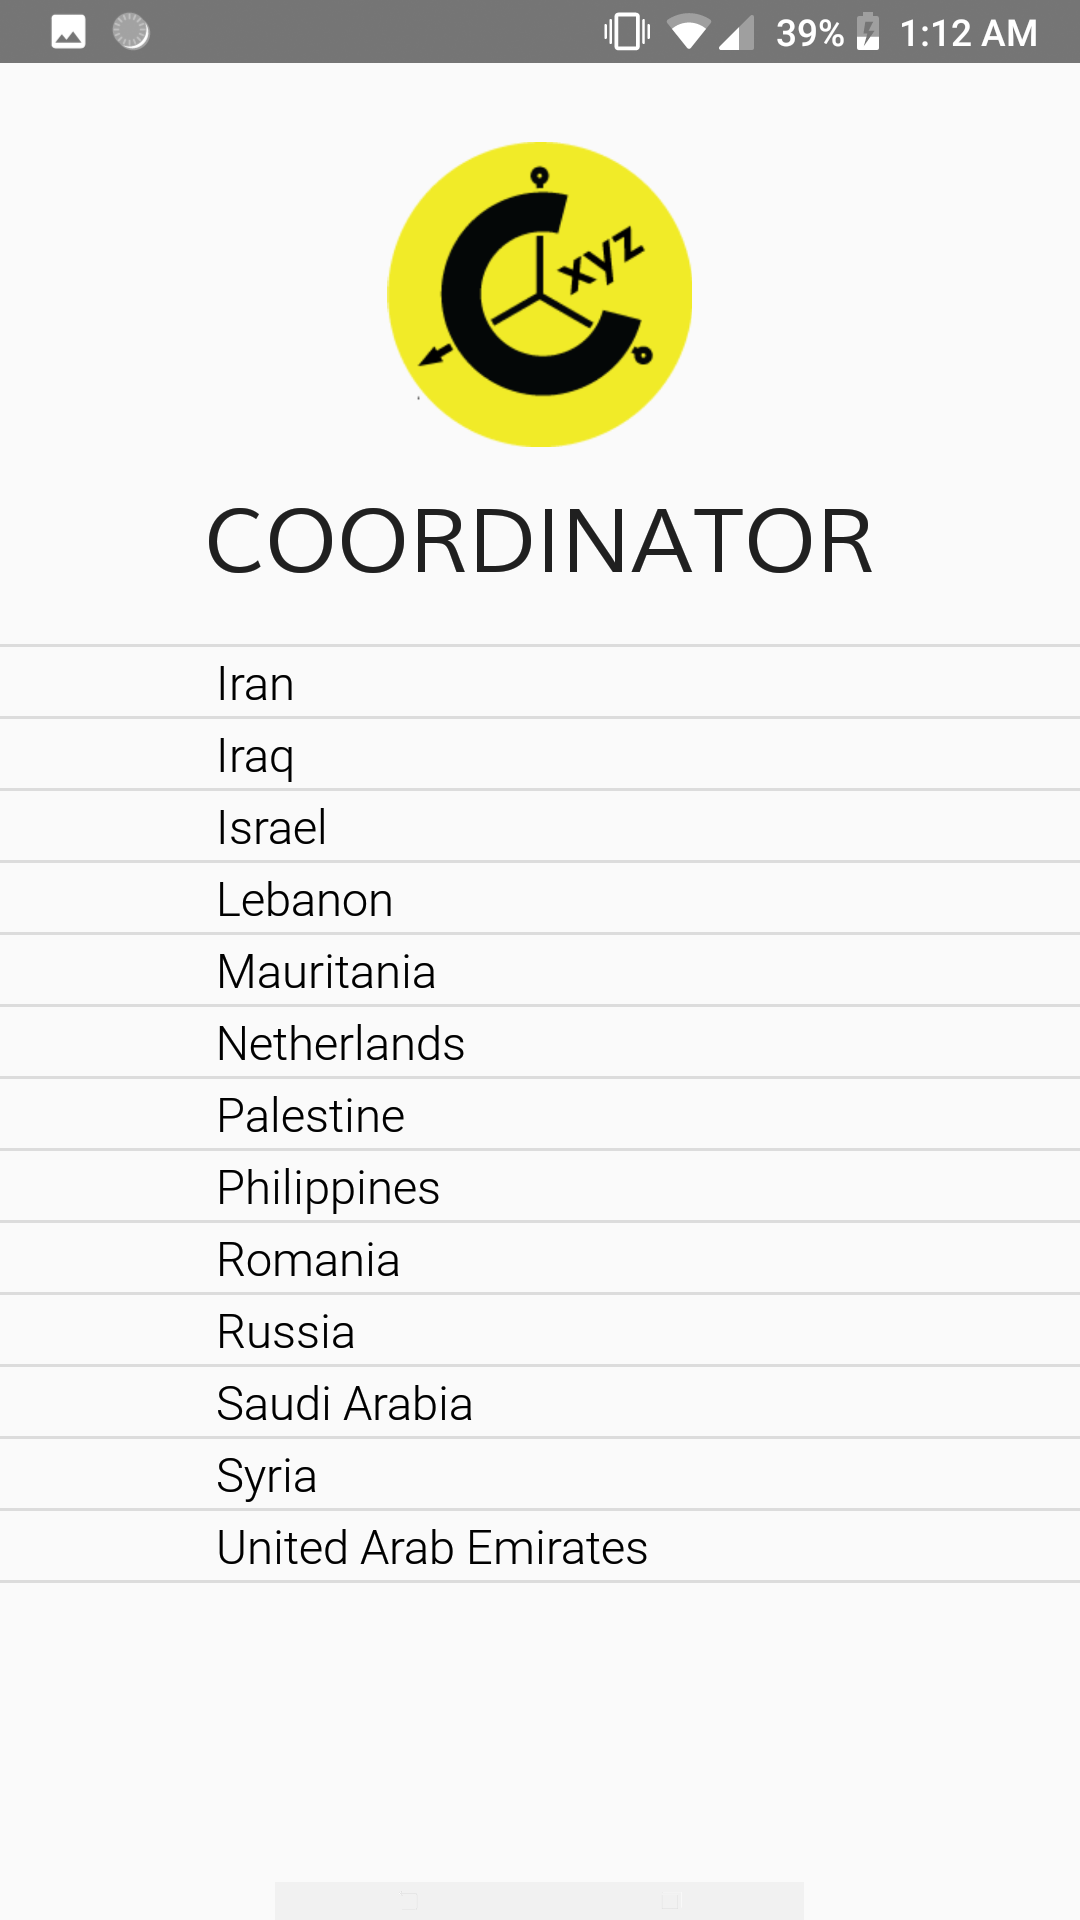 39% 1:12 AM
xyz
COORDINATOR
Iran
Iraq
Israel
Lebanon
Mauritania
Netherlands
Palestine
Philippines
Romania
Russia
Saudi Arabia
Syria
United Arab Emirates